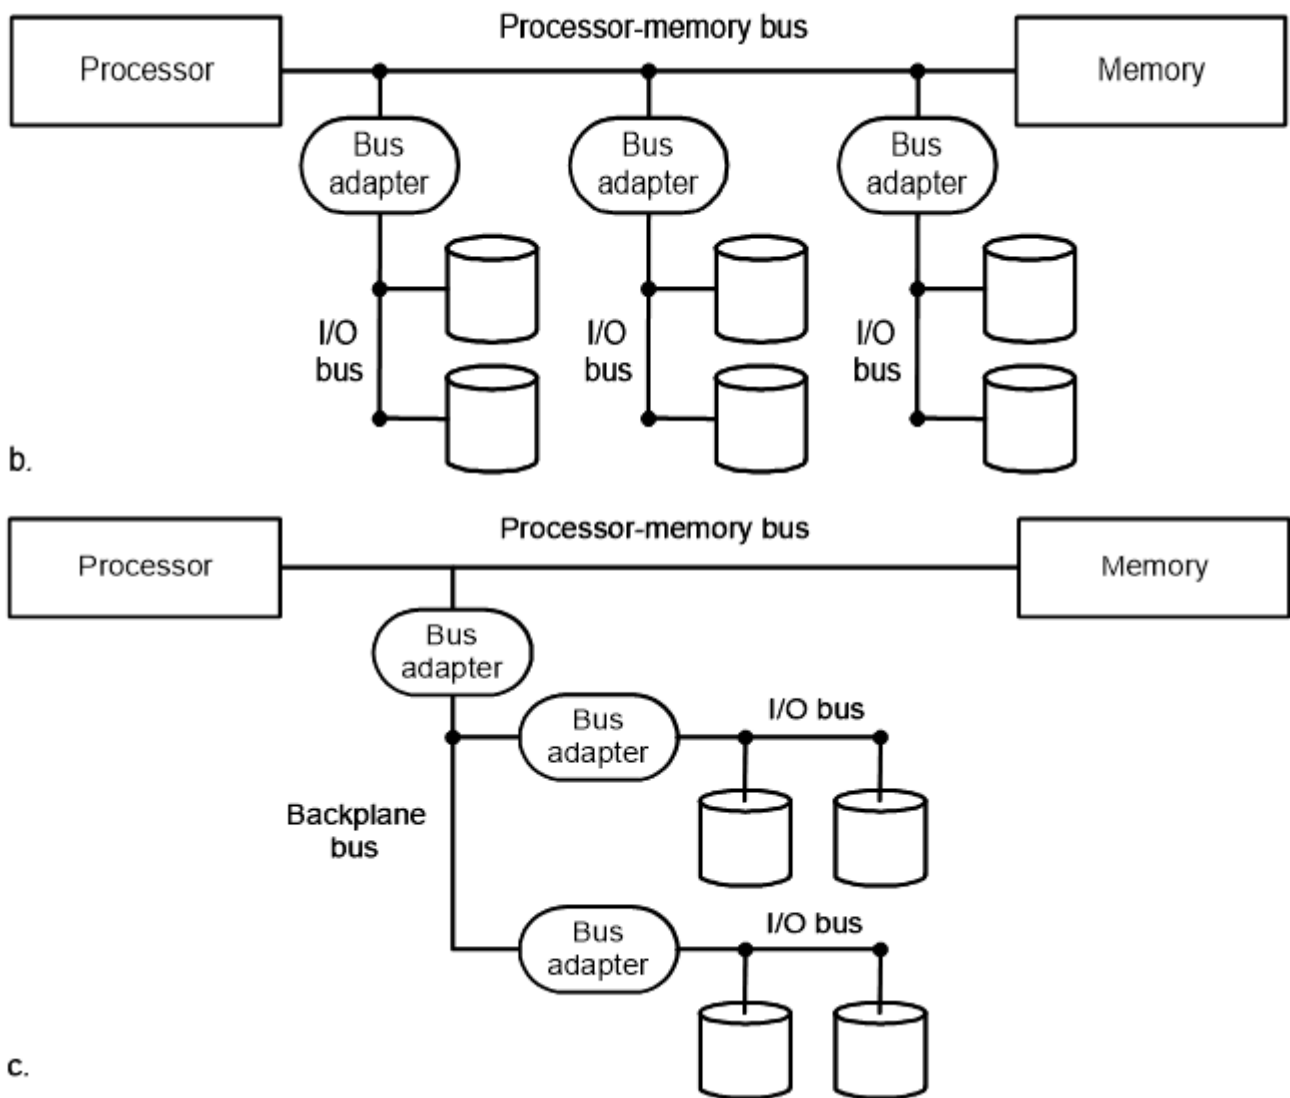 Processor-memory bus
Processor
Memory
Bus
adapter
Bus
adapter
Bus
adapter
I/O
bus
I/O
bus
I/O
bus
b.
Processor-memory bus
Processor
Memory
Bus
adapter
Bus
adapter
I/O bus
Backplane
bus
Bus
adapter
I/O bus
c.